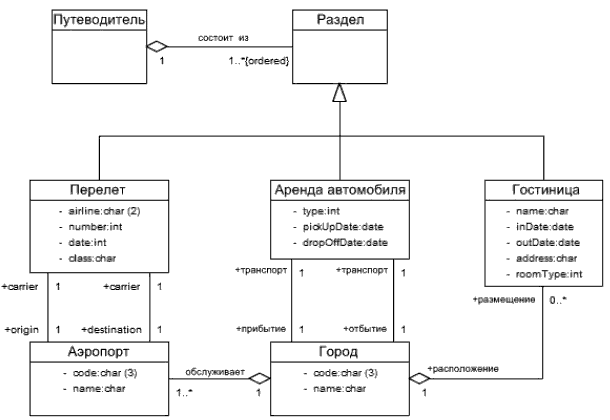 Путеводитель
Раздел
состоит из
1
1..*{ordered}
Перелет
- airline:char (2)
- number:int
- date:int
- class:char
Аренда автомобиля
- type:int
- pickUpDate:date
- dropOffDate:date
Гостиница
- name:char
- inDate:date
- outDate:date
- address:char
- roomType:int
+carrier 1 +carrier 1
+транспорт 1 +транспорт 1
+размещение 0..*
+origin 1 +destination 1
+прибытие 1 +отбытие 1
Аэропорт
- code:char (3)
- name:char
обслуживает
1..* 1
Город
- code:char (3)
- name:char
+расположение
1